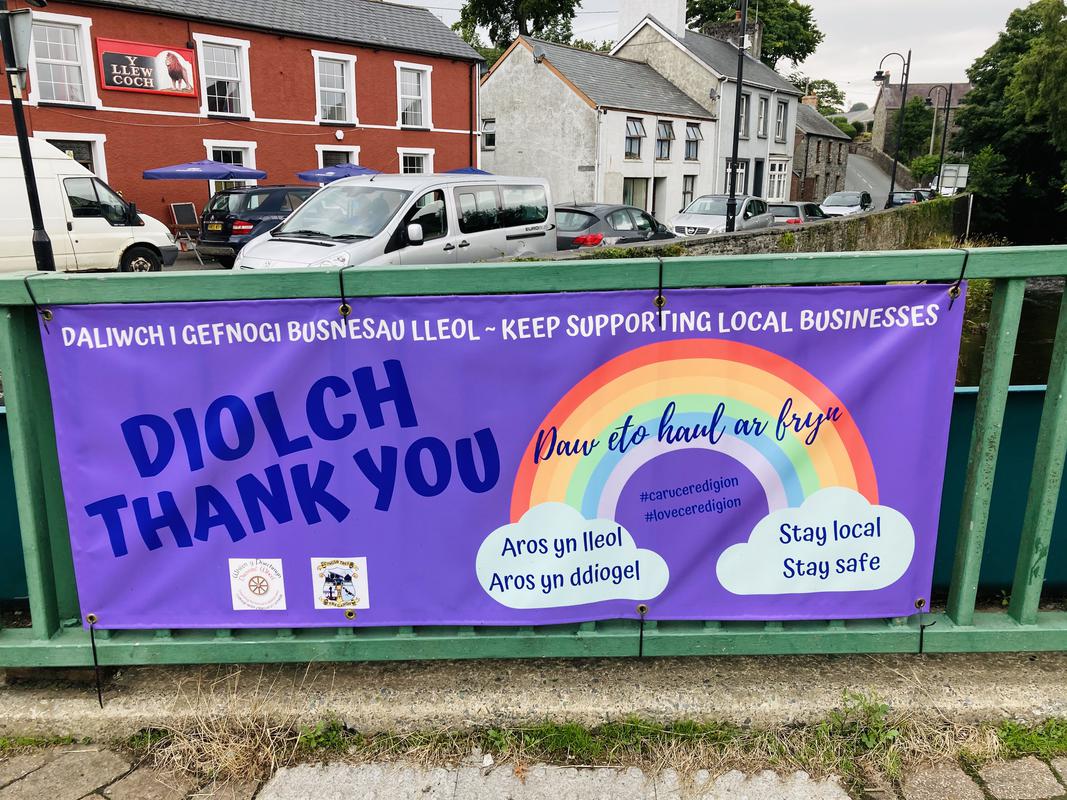 Y
LLEW
COCH
DALIWCH I GEFNOGI BUSNESAU LLEOL ~ KEEP SUPPORTING LOCAL BUSINESSES
DIOLCH
THANK YOU
Daw eto haul ar fryn
#caruceredigion
#loveceredigion
Aros yn lleol
Aros yn ddiogel
Stay local
Stay safe